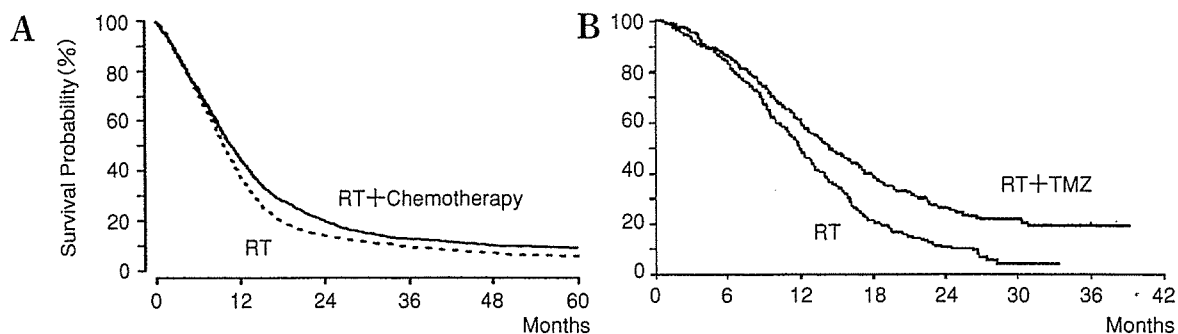 A
Survival Probability (%)
100
80
60
40
20
0
RT+Chemotherapy
RT
0 12 24 36 48 60
Months
B
100
80
60
40
20
0
RT+TMZ
RT
0 6 12 18 24 30 36 42
Months